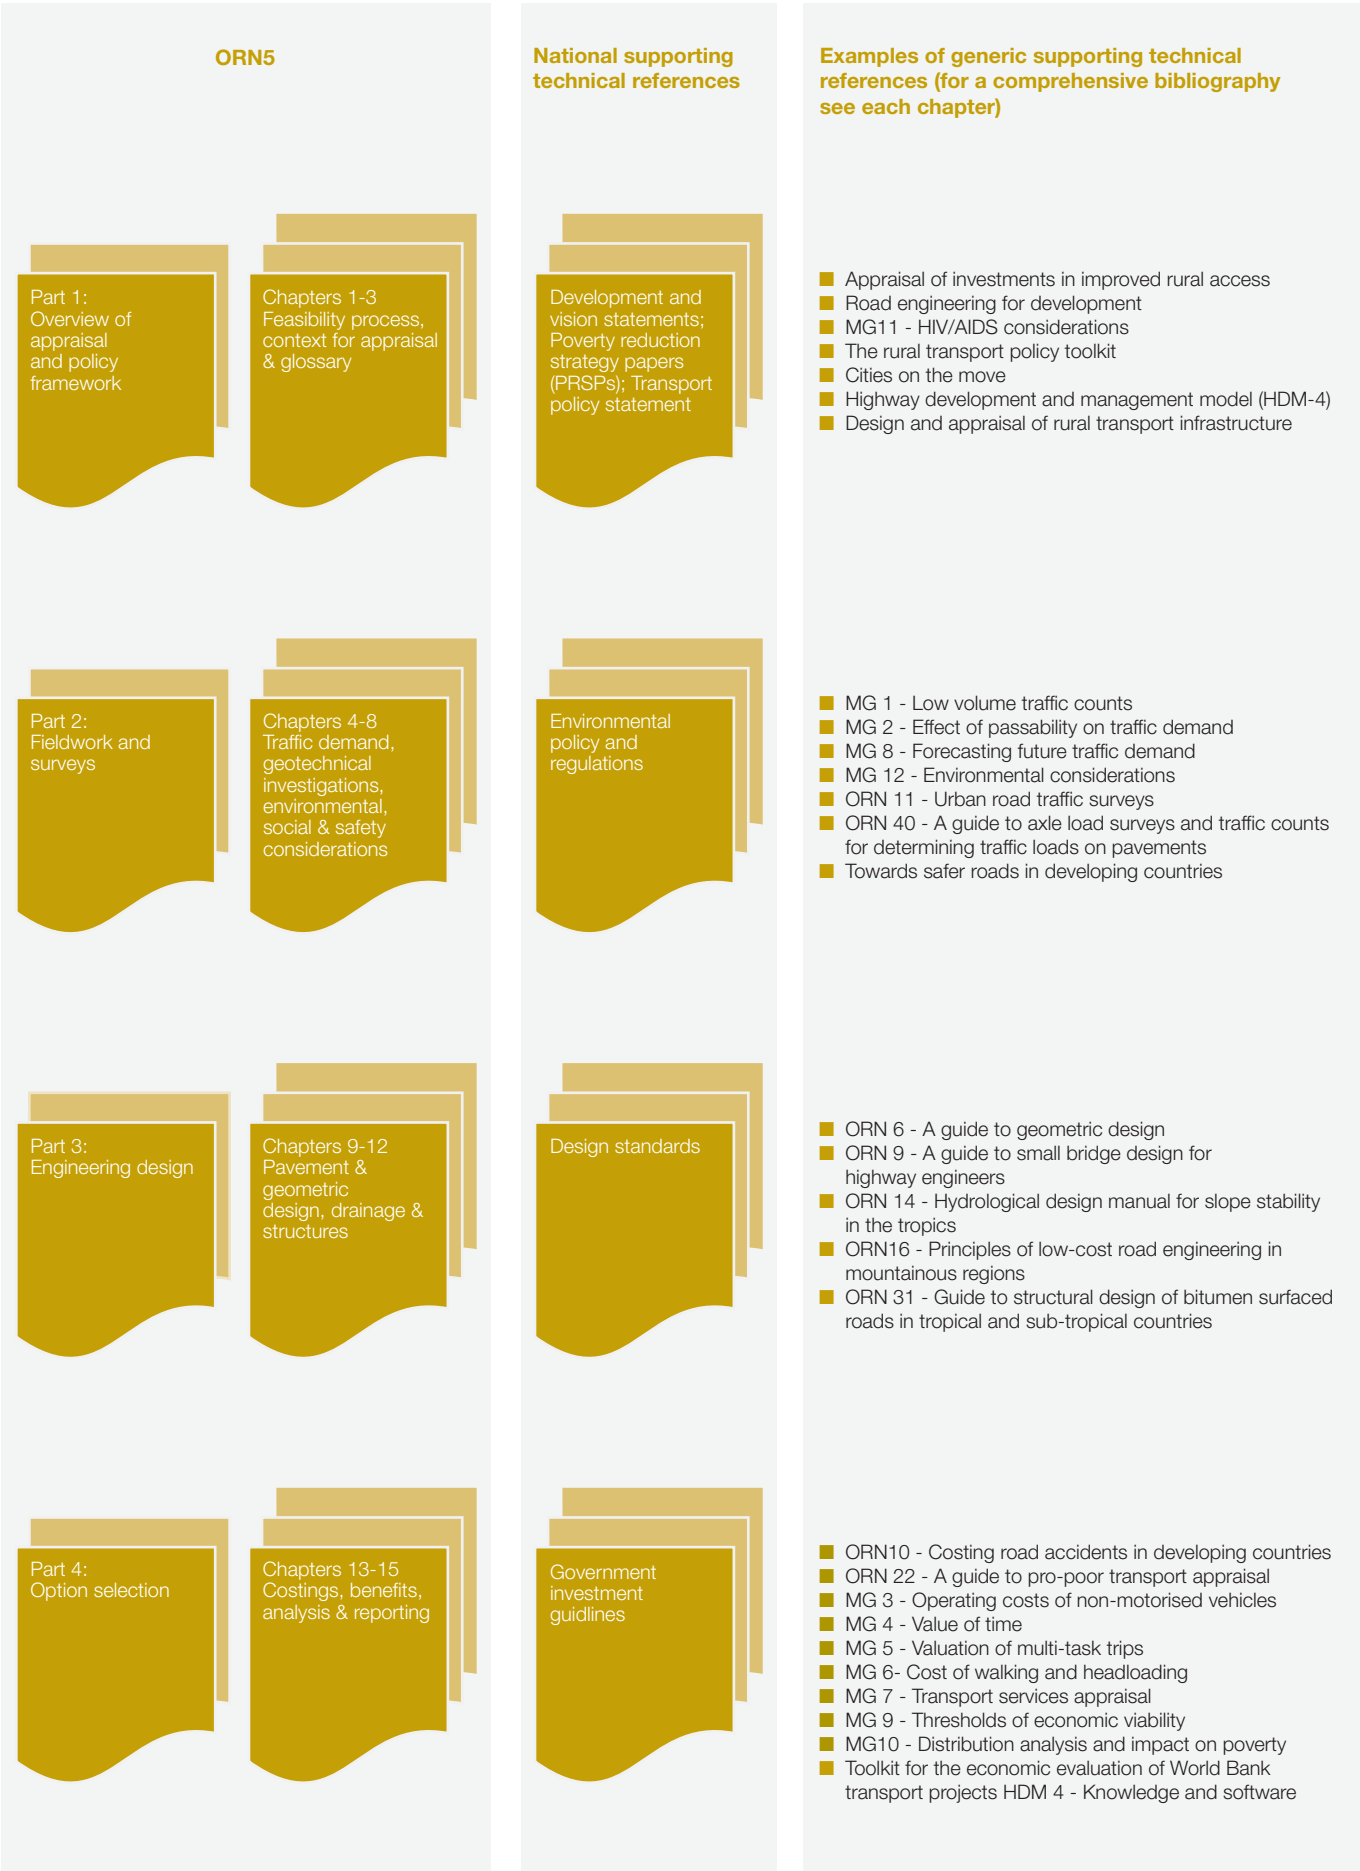 ORN5
National supporting
technical references
Examples of generic supporting technical
references (for a comprehensive bibliography
see each chapter)
Part 1:
Overview of
appraisal
and policy
framework
Chapters 1-3
Feasibility process,
context for appraisal
& glossary
Development and
vision statements;
Poverty reduction
strategy papers
(PRSPs); Transport
policy statement
Appraisal of investments in improved rural access
Road engineering for development
MG11 - HIV/AIDS considerations
The rural transport policy toolkit
Cities on the move
Highway development and management model (HDM-4)
Design and appraisal of rural transport infrastructure
Part 2:
Fieldwork and
surveys
Chapters 4-8
Traffic demand,
geotechnical
investigations,
environmental,
social & safety
considerations
Environmental
policy and
regulations
MG 1 - Low volume traffic counts
MG 2 - Effect of passability on traffic demand
MG 8 - Forecasting future traffic demand
MG 12 - Environmental considerations
ORN 11 - Urban road traffic surveys
ORN 40 - A guide to axle load surveys and traffic counts
for determining traffic loads on pavements
Towards safer roads in developing countries
Part 3:
Engineering design
Chapters 9-12
Pavement &
geometric
design, drainage &
structures
Design standards
ORN 6 - A guide to geometric design
ORN 9 - A guide to small bridge design for
highway engineers
ORN 14 - Hydrological design manual for slope stability
in the tropics
ORN16 - Principles of low-cost road engineering in
mountainous regions
ORN 31 - Guide to structural design of bitumen surfaced
roads in tropical and sub-tropical countries
Part 4:
Option selection
Chapters 13-15
Costings, benefits,
analysis & reporting
Government
investment
guidlines
ORN10 - Costing road accidents in developing countries
ORN 22 - A guide to pro-poor transport appraisal
MG 3 - Operating costs of non-motorised vehicles
MG 4 - Value of time
MG 5 - Valuation of multi-task trips
MG 6- Cost of walking and headloading
MG 7 - Transport services appraisal
MG 9 - Thresholds of economic viability
MG10 - Distribution analysis and impact on poverty
Toolkit for the economic evaluation of World Bank
transport projects HDM 4 - Knowledge and software